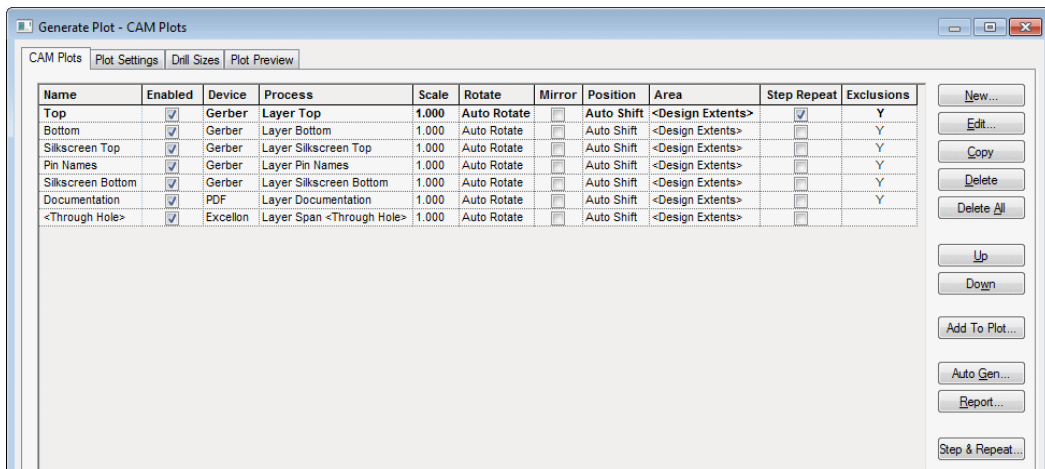 Generate Plot - CAM Plots
CAM Plots Plot Settings Drill Sizes Plot Preview
Name Enabled Device Process Scale Rotate Mirror Position Area Step Repeat Exclusions
Top Gerber Layer Top 1.000 Auto Rotate Auto Shift <Design Extents> Y
Bottom Gerber Layer Bottom 1.000 Auto Rotate Auto Shift <Design Extents> Y
Silkscreen Top Gerber Layer Silkscreen Top 1.000 Auto Rotate Auto Shift <Design Extents> Y
Pin Names Gerber Layer Pin Names 1.000 Auto Rotate Auto Shift <Design Extents> Y
Silkscreen Bottom Gerber Layer Silkscreen Bottom 1.000 Auto Rotate Auto Shift <Design Extents> Y
Documentation PDF Layer Documentation 1.000 Auto Rotate Auto Shift <Design Extents> Y
<Through Hole> Excellon Layer Span <Through Hole> 1.000 Auto Rotate Auto Shift <Design Extents>
New...
Edit...
Copy
Delete
Delete All
Up
Down
Add To Plot...
Auto Gen...
Report...
Step & Repeat...